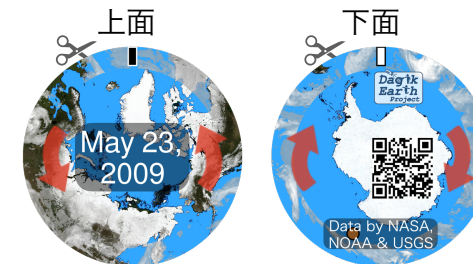 上面
下面
Dagik
Earth
Project
May 23,
2009
Data by NASA,
NOAA & USGS